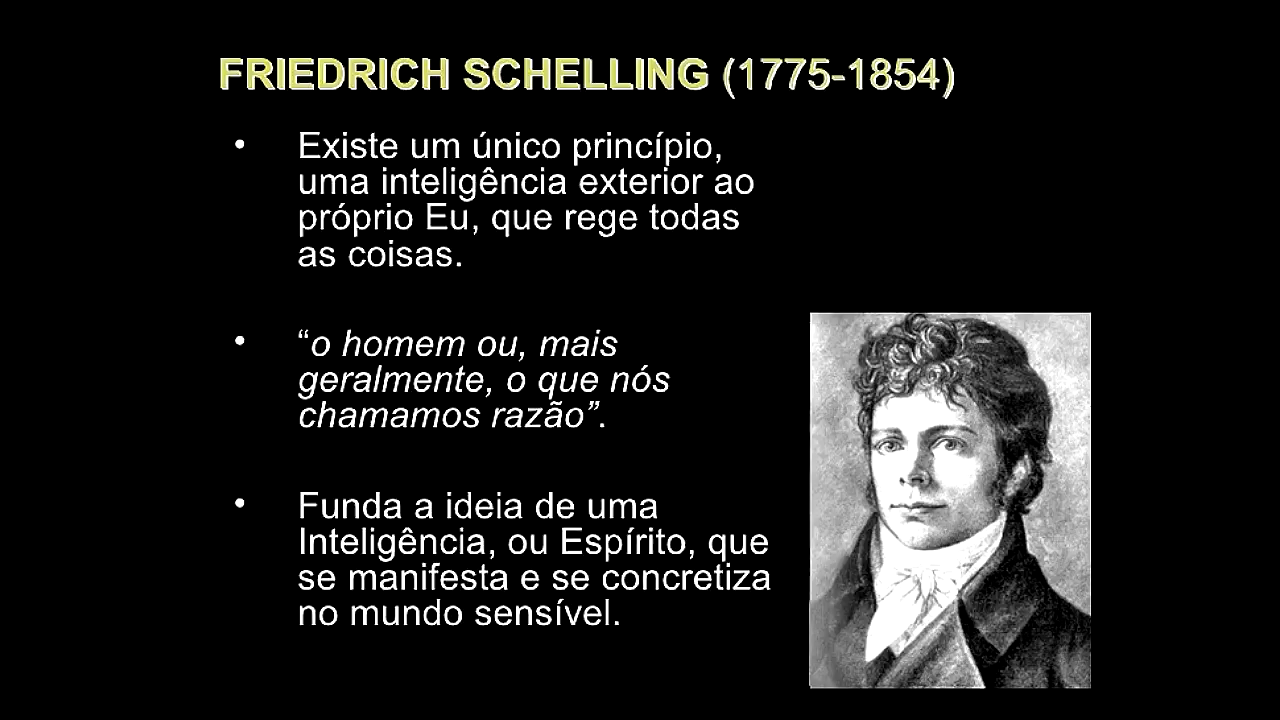 FRIEDRICH SCHELLING (1775-1854)
• Existe um único princípio,
uma inteligência exterior ao
próprio Eu, que rege todas
as coisas.
• “o homem ou, mais
geralmente, o que nós
chamamos razão”.
• Funda a ideia de uma
Inteligência, ou Espírito, que
se manifesta e se concretiza
no mundo sensível.